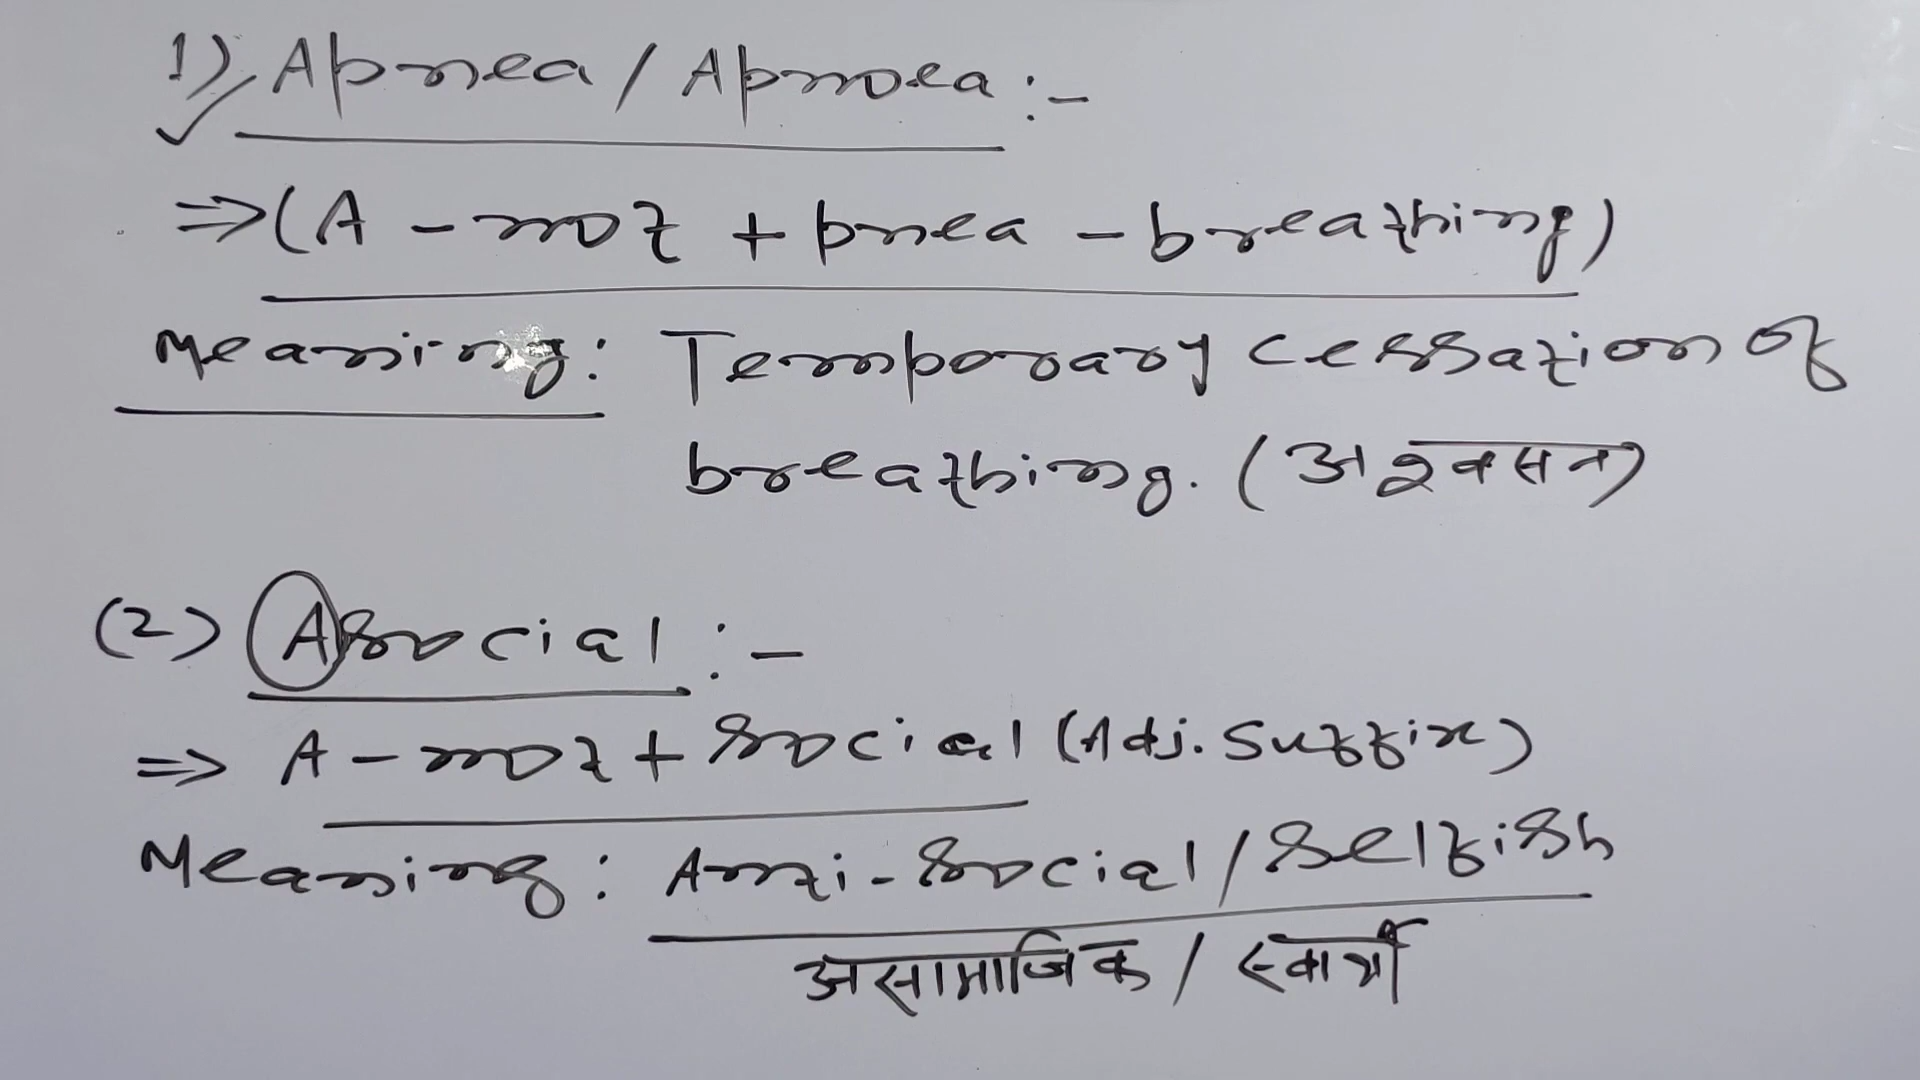 1) Apnea / Apnoea :-
⇒ (A - not + pnea - breathing)
Meaning: Temporary cessation of
breathing. (अश्वसन)
(2) Asocial :-
⇒ A - not + social (Adj. suffix)
Meaning: Anti-social / selfish
असामाजिक / स्वार्थी